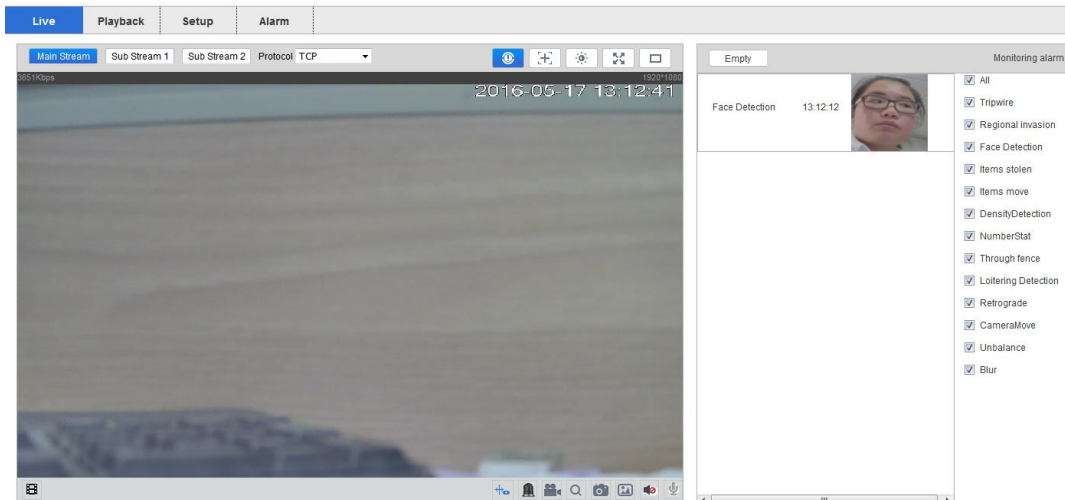 Live Playback Setup Alarm
Main Stream Sub Stream 1 Sub Stream 2 Protocol TCP
3651Kbps 1920*1080
2016-05-17 13:12:41
Empty Monitoring alarm
Face Detection 13:12:12
All
Tripwire
Regional invasion
Face Detection
Items stolen
Items move
DensityDetection
NumberStat
Through fence
Loitering Detection
Retrograde
CameraMove
Unbalance
Blur